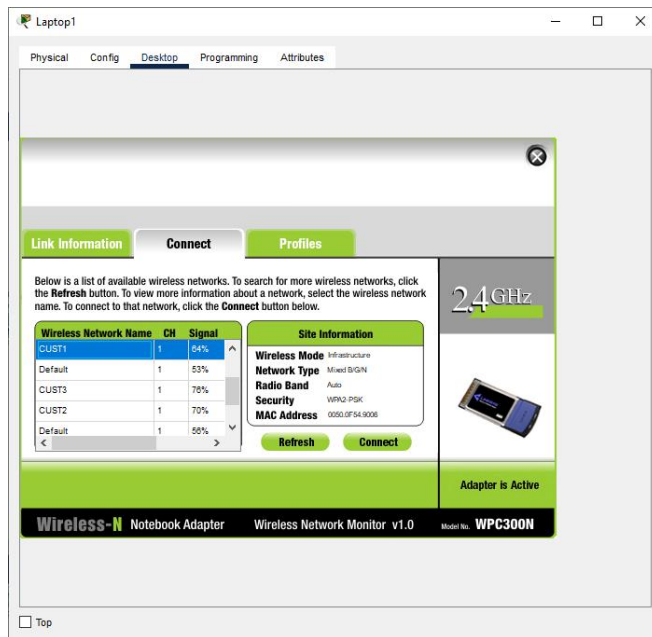 Laptop1
Physical Config Desktop Programming Attributes
Link Information Connect Profiles
Below is a list of available wireless networks. To search for more wireless networks, click
the Refresh button. To view more information about a network, select the wireless network
name. To connect to that network, click the Connect button below.
2.4GHz
Wireless Network Name CH Signal
CUST1 1 64%
Default 1 53%
CUST3 1 76%
CUST2 1 70%
Default 1 56%
Site Information
Wireless Mode Infrastructure
Network Type Mixed B/G/N
Radio Band Auto
Security WPA2-PSK
MAC Address 0050.0F54.9006
Refresh Connect
Adapter is Active
Wireless-N Notebook Adapter Wireless Network Monitor v1.0 Model No. WPC300N
Top